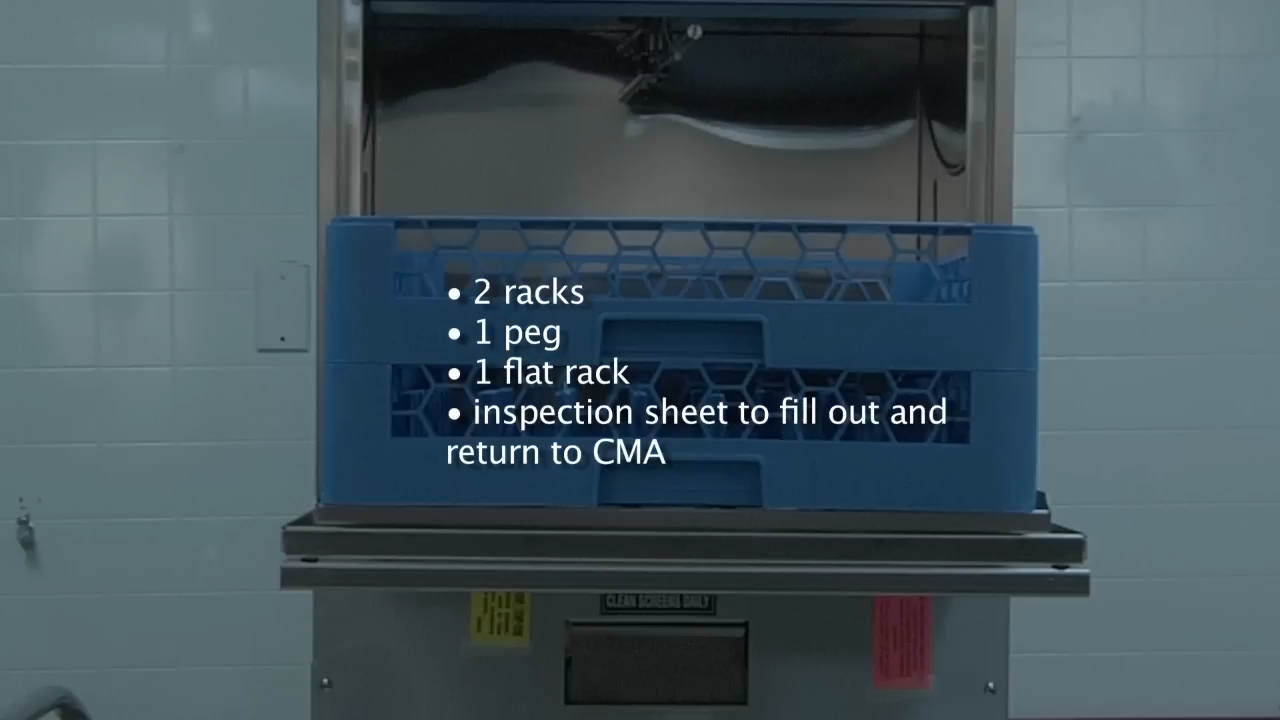 • 2 racks
• 1 peg
• 1 flat rack
• inspection sheet to fill out and
return to CMA
CLEAN SCREENS DAILY